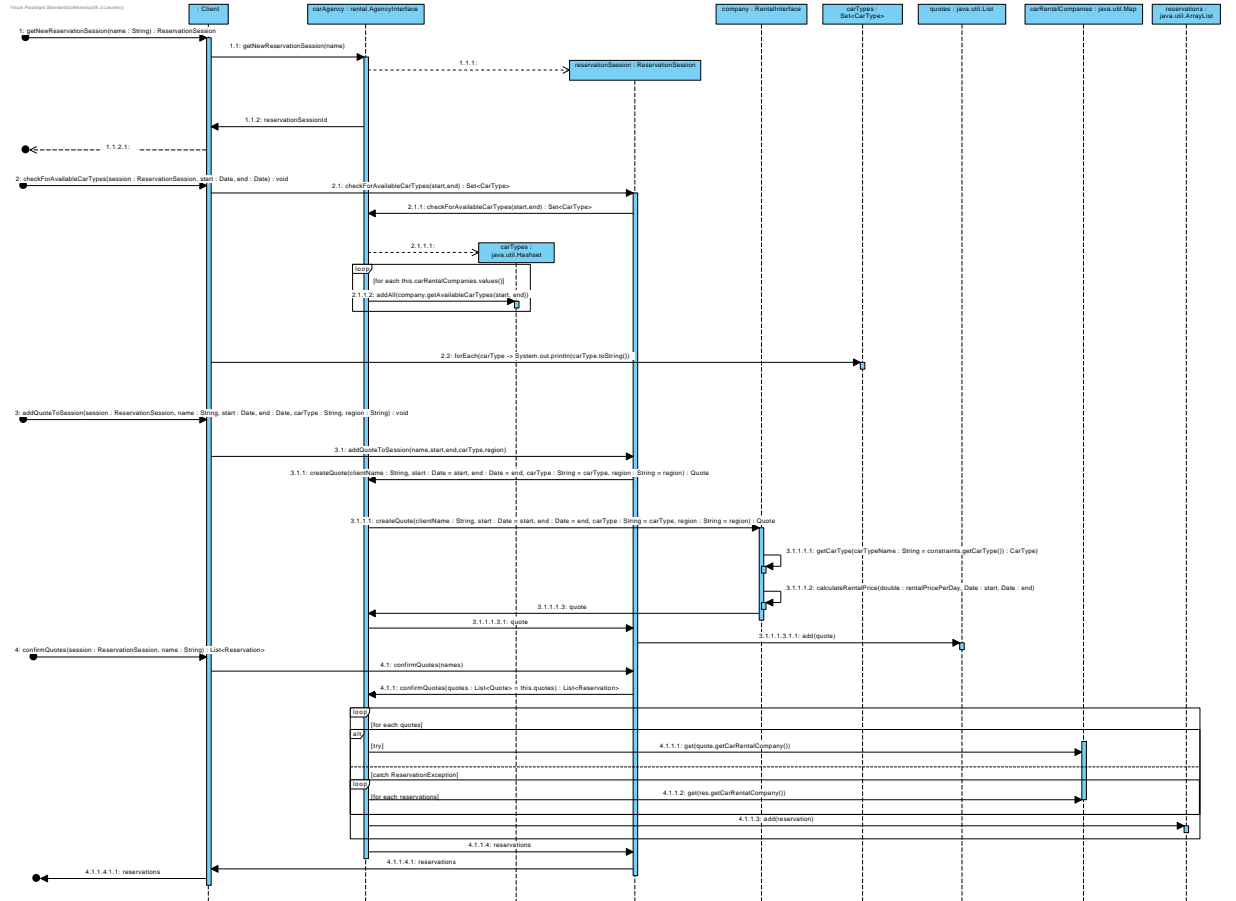 Visual Paradigm Standard(collestandup(K.U.Leuven))
: Client
carAgency : rental.AgencyInterface
company : RentalInterface
carTypes :
Set<CarType>
quotes : java.util.List
carRentalCompanies : java.util.Map
reservations :
java.util.ArrayList
1: getNewReservationSession(name : String) : ReservationSession
1.1: getNewReservationSession(name)
1.1.1:
reservationSession : ReservationSession
1.1.2: reservationSessionId
1.1.2.1:
2: checkForAvailableCarTypes(session : ReservationSession, start : Date, end : Date) : void
2.1: checkForAvailableCarTypes(start,end) : Set<CarType>
2.1.1: checkForAvailableCarTypes(start,end) : Set<CarType>
2.1.1.1:
carTypes :
java.util.Hashset
loop
[for each this.carRentalCompanies.values()]
2.1.1.2: addAll(company.getAvailableCarTypes(start, end))
2.2: forEach(carType -> System.out.println(carType.toString())
3: addQuoteToSession(session : ReservationSession, name : String, start : Date, end : Date, carType : String, region : String) : void
3.1: addQuoteToSession(name,start,end,carType,region)
3.1.1: createQuote(clientName : String, start : Date = start, end : Date = end, carType : String = carType, region : String = region) : Quote
3.1.1.1: createQuote(clientName : String, start : Date = start, end : Date = end, carType : String = carType, region : String = region) : Quote
3.1.1.1.1: getCarType(carTypeName : String = constraints.getCarType()) : CarType)
3.1.1.1.2: calculateRentalPrice(double : rentalPricePerDay, Date : start, Date : end)
3.1.1.1.3: quote
3.1.1.1.3.1: quote
3.1.1.1.3.1.1: add(quote)
4: confirmQuotes(session : ReservationSession, name : String) : List<Reservation>
4.1: confirmQuotes(names)
4.1.1: confirmQuotes(quotes : List<Quote> = this.quotes) : List<Reservation>
loop
[for each quotes]
alt
[try]
4.1.1.1: get(quote.getCarRentalCompany())
[catch ReservationException]
loop
[for each reservations]
4.1.1.2: get(res.getCarRentalCompany())
4.1.1.3: add(reservation)
4.1.1.4: reservations
4.1.1.4.1: reservations
4.1.1.4.1.1: reservations